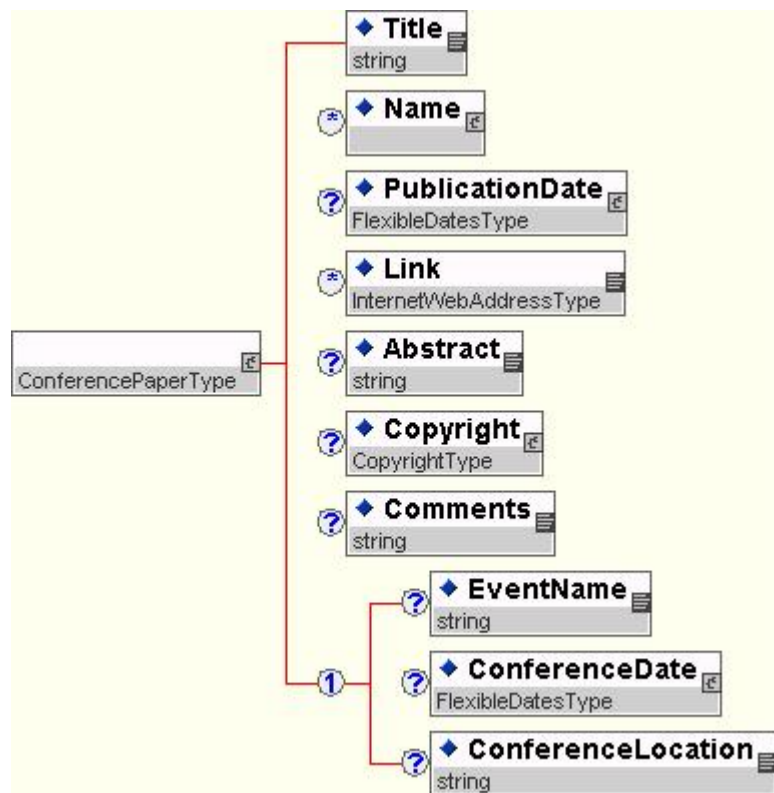 Title
string
*
Name
?
PublicationDate
FlexibleDatesType
*
Link
InternetWebAddressType
ConferencePaperType
?
Abstract
string
?
Copyright
CopyrightType
?
Comments
string
?
EventName
string
1
?
ConferenceDate
FlexibleDatesType
?
ConferenceLocation
string